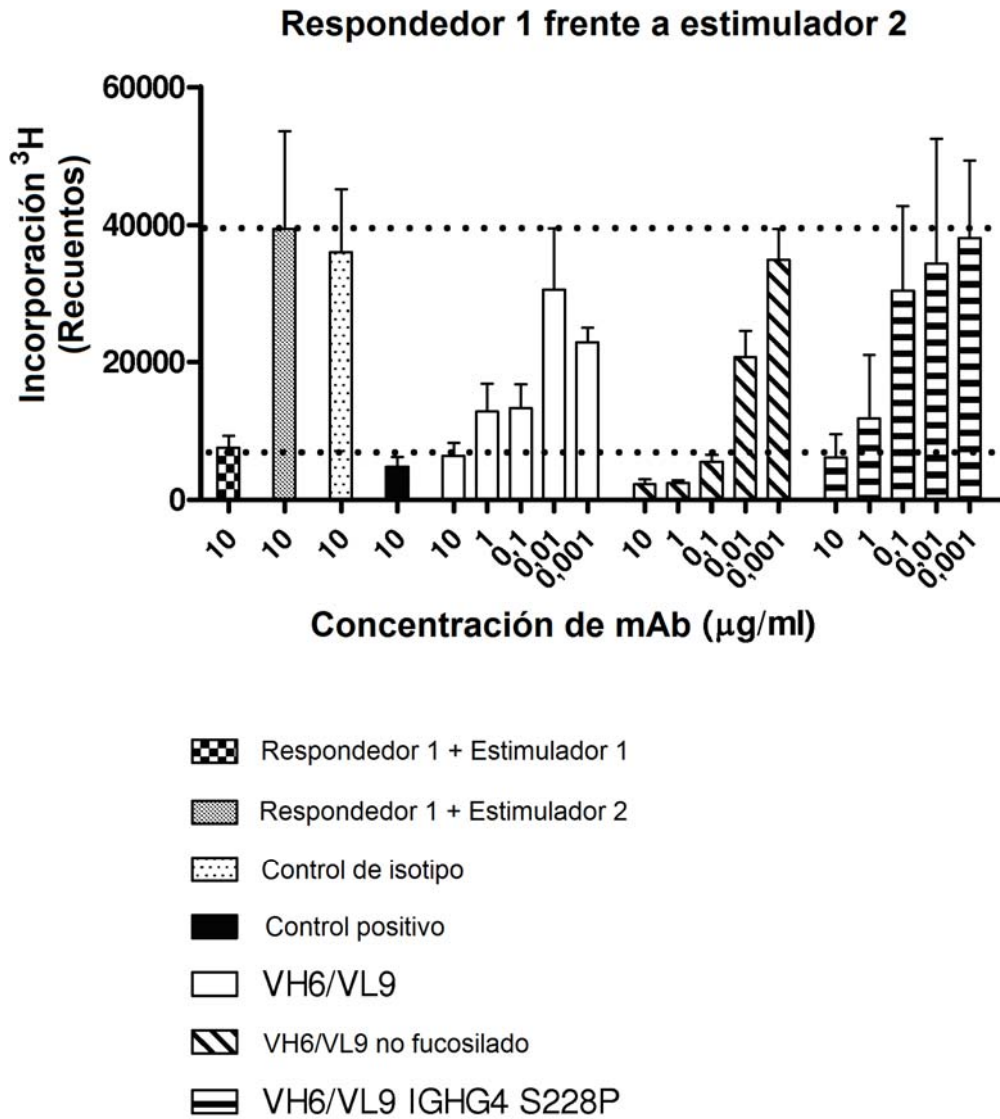 Respondedor 1 frente a estimulador 2
60000
40000
20000
0
Incorporación ³H
(Recuentos)
10 10 10 10 10 1 0,1 0,01 0,001 10 1 0,1 0,01 0,001 10 1 0,1 0,01 0,001
Concentración de mAb (μg/ml)
Respondedor 1 + Estimulador 1
Respondedor 1 + Estimulador 2
Control de isotipo
Control positivo
VH6/VL9
VH6/VL9 no fucosilado
VH6/VL9 IGHG4 S228P